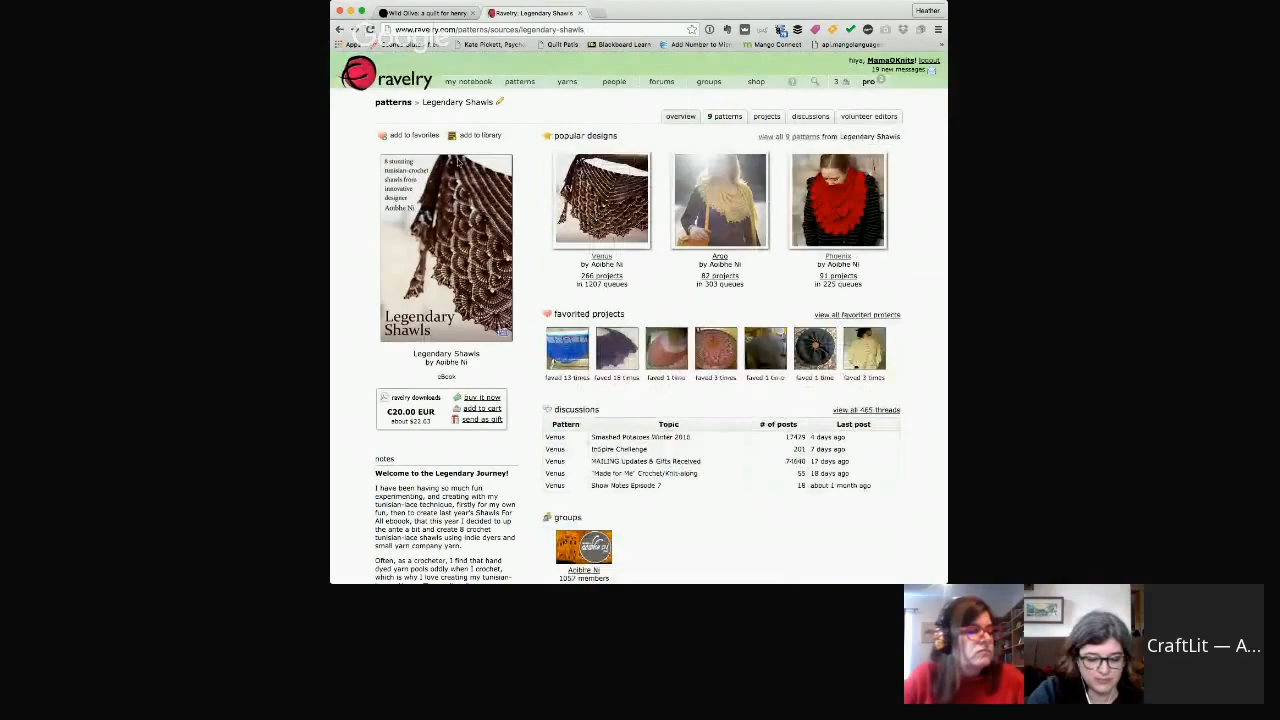 Wild Olive: a quilt for henry
Ravelry: Legendary Shawls
Heather
www.ravelry.com/patterns/sources/legendary-shawls
Google
Apps
Kate Pickett, Psych
Quilt Patis
Blackboard Learn
Add Number to Micr
Mango Connect
api.mangolanguage
ravelry
hiya, MamaOKnits! logout
19 new messages
my notebook patterns yarns people forums groups shop 3 pro
patterns » Legendary Shawls
overview 9 patterns projects discussions volunteer editors
add to favorites add to library
popular designs
view all 9 patterns from Legendary Shawls
8 stunning
tunisian-crochet
shawls from
innovative
designer
Aoibhe Ni
Legendary
Shawls
Venus
by Aoibhe Ni
266 projects
in 1207 queues
Argo
by Aoibhe Ni
82 projects
in 303 queues
Phoenix
by Aoibhe Ni
91 projects
in 225 queues
favorited projects
view all favorited projects
faved 13 times faved 18 times faved 1 time faved 3 times faved 1 time faved 1 time faved 3 times
Legendary Shawls
by Aoibhe Ni
eBook
ravelry downloads
€20.00 EUR
about $22.63
buy it now
add to cart
send as gift
discussions
view all 465 threads
Pattern Topic # of posts Last post
Venus Smashed Potatoes Winter 2016 17429 4 days ago
Venus InSpire Challenge 201 7 days ago
Venus MAILING Updates & Gifts Received 74640 17 days ago
Venus "Made for Me" Crochet/Knit-along 55 18 days ago
Venus Show Notes Episode 7 18 about 1 month ago
notes
Welcome to the Legendary Journey!
I have been having so much fun
experimenting, and creating with my
tunisian-lace technique, firstly for my own
fun, then to create last year's Shawls For
All eboook, that this year I decided to up
the ante a bit and create 8 crochet
tunisian-lace shawls using indie dyers and
small yarn company yarn.
Often, as a crocheter, I find that hand
dyed yarn pools oddly when I crochet,
which is why I love creating my tunisian-
groups
aoibhe ni
Aoibhe Ni
1057 members
CraftLit — A...